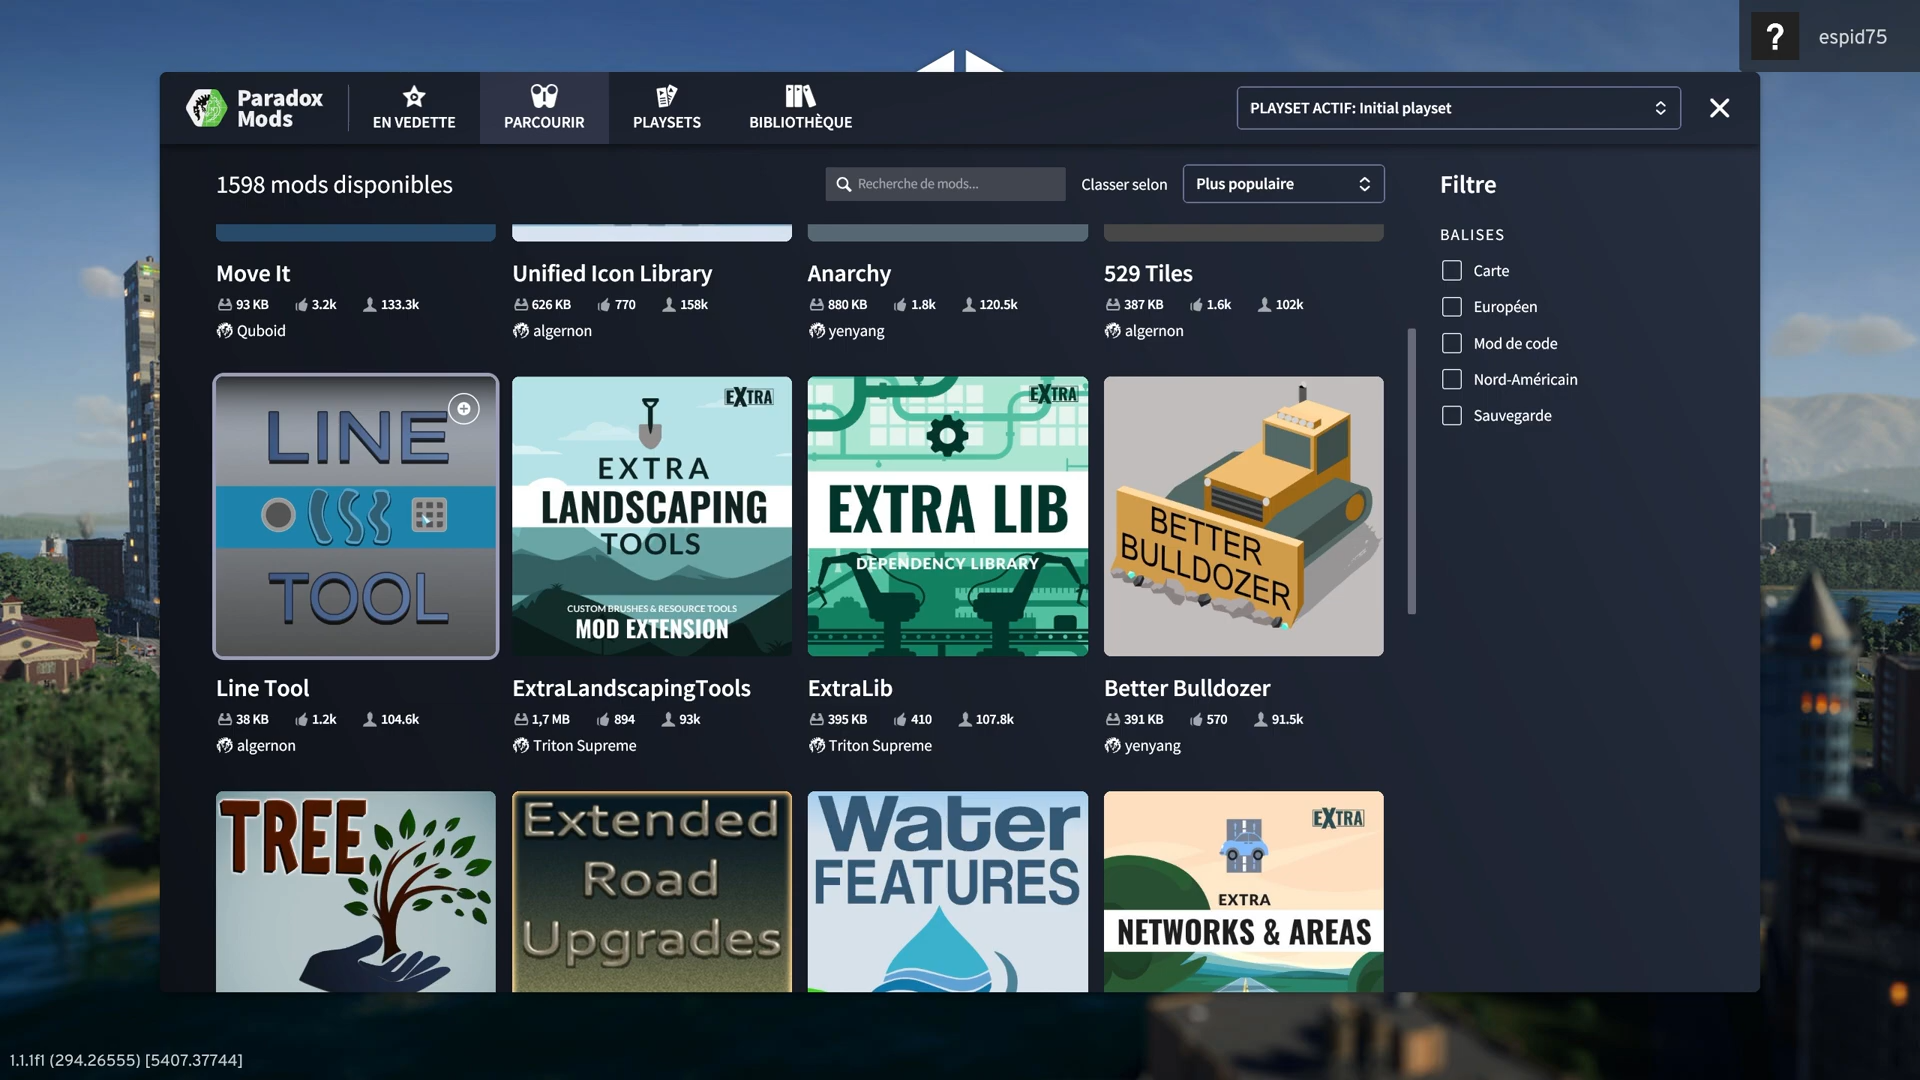 ? espid75
Paradox
Mods
EN VEDETTE
PARCOURIR
PLAYSETS
BIBLIOTHÈQUE
PLAYSET ACTIF: Initial playset
1598 mods disponibles
Recherche de mods...
Classer selon
Plus populaire
Filtre
BALISES
Carte
Européen
Mod de code
Nord-Américain
Sauvegarde
Move It
93 KB 3.2k 133.3k
Quboid
Unified Icon Library
626 KB 770 158k
algernon
Anarchy
880 KB 1.8k 120.5k
yenyang
529 Tiles
387 KB 1.6k 102k
algernon
LINE
TOOL
Line Tool
38 KB 1.2k 104.6k
algernon
EXTRA
EXTRA
LANDSCAPING
TOOLS
CUSTOM BRUSHES & RESOURCE TOOLS
MOD EXTENSION
ExtraLandscapingTools
1,7 MB 894 93k
Triton Supreme
EXTRA
EXTRA LIB
DEPENDENCY LIBRARY
ExtraLib
395 KB 410 107.8k
Triton Supreme
BETTER
BULLDOZER
Better Bulldozer
391 KB 570 91.5k
yenyang
TREE
Extended
Road
Upgrades
Water
FEATURES
EXTRA
EXTRA
NETWORKS & AREAS
1.1.1f1 (294.26555) [5407.37744]